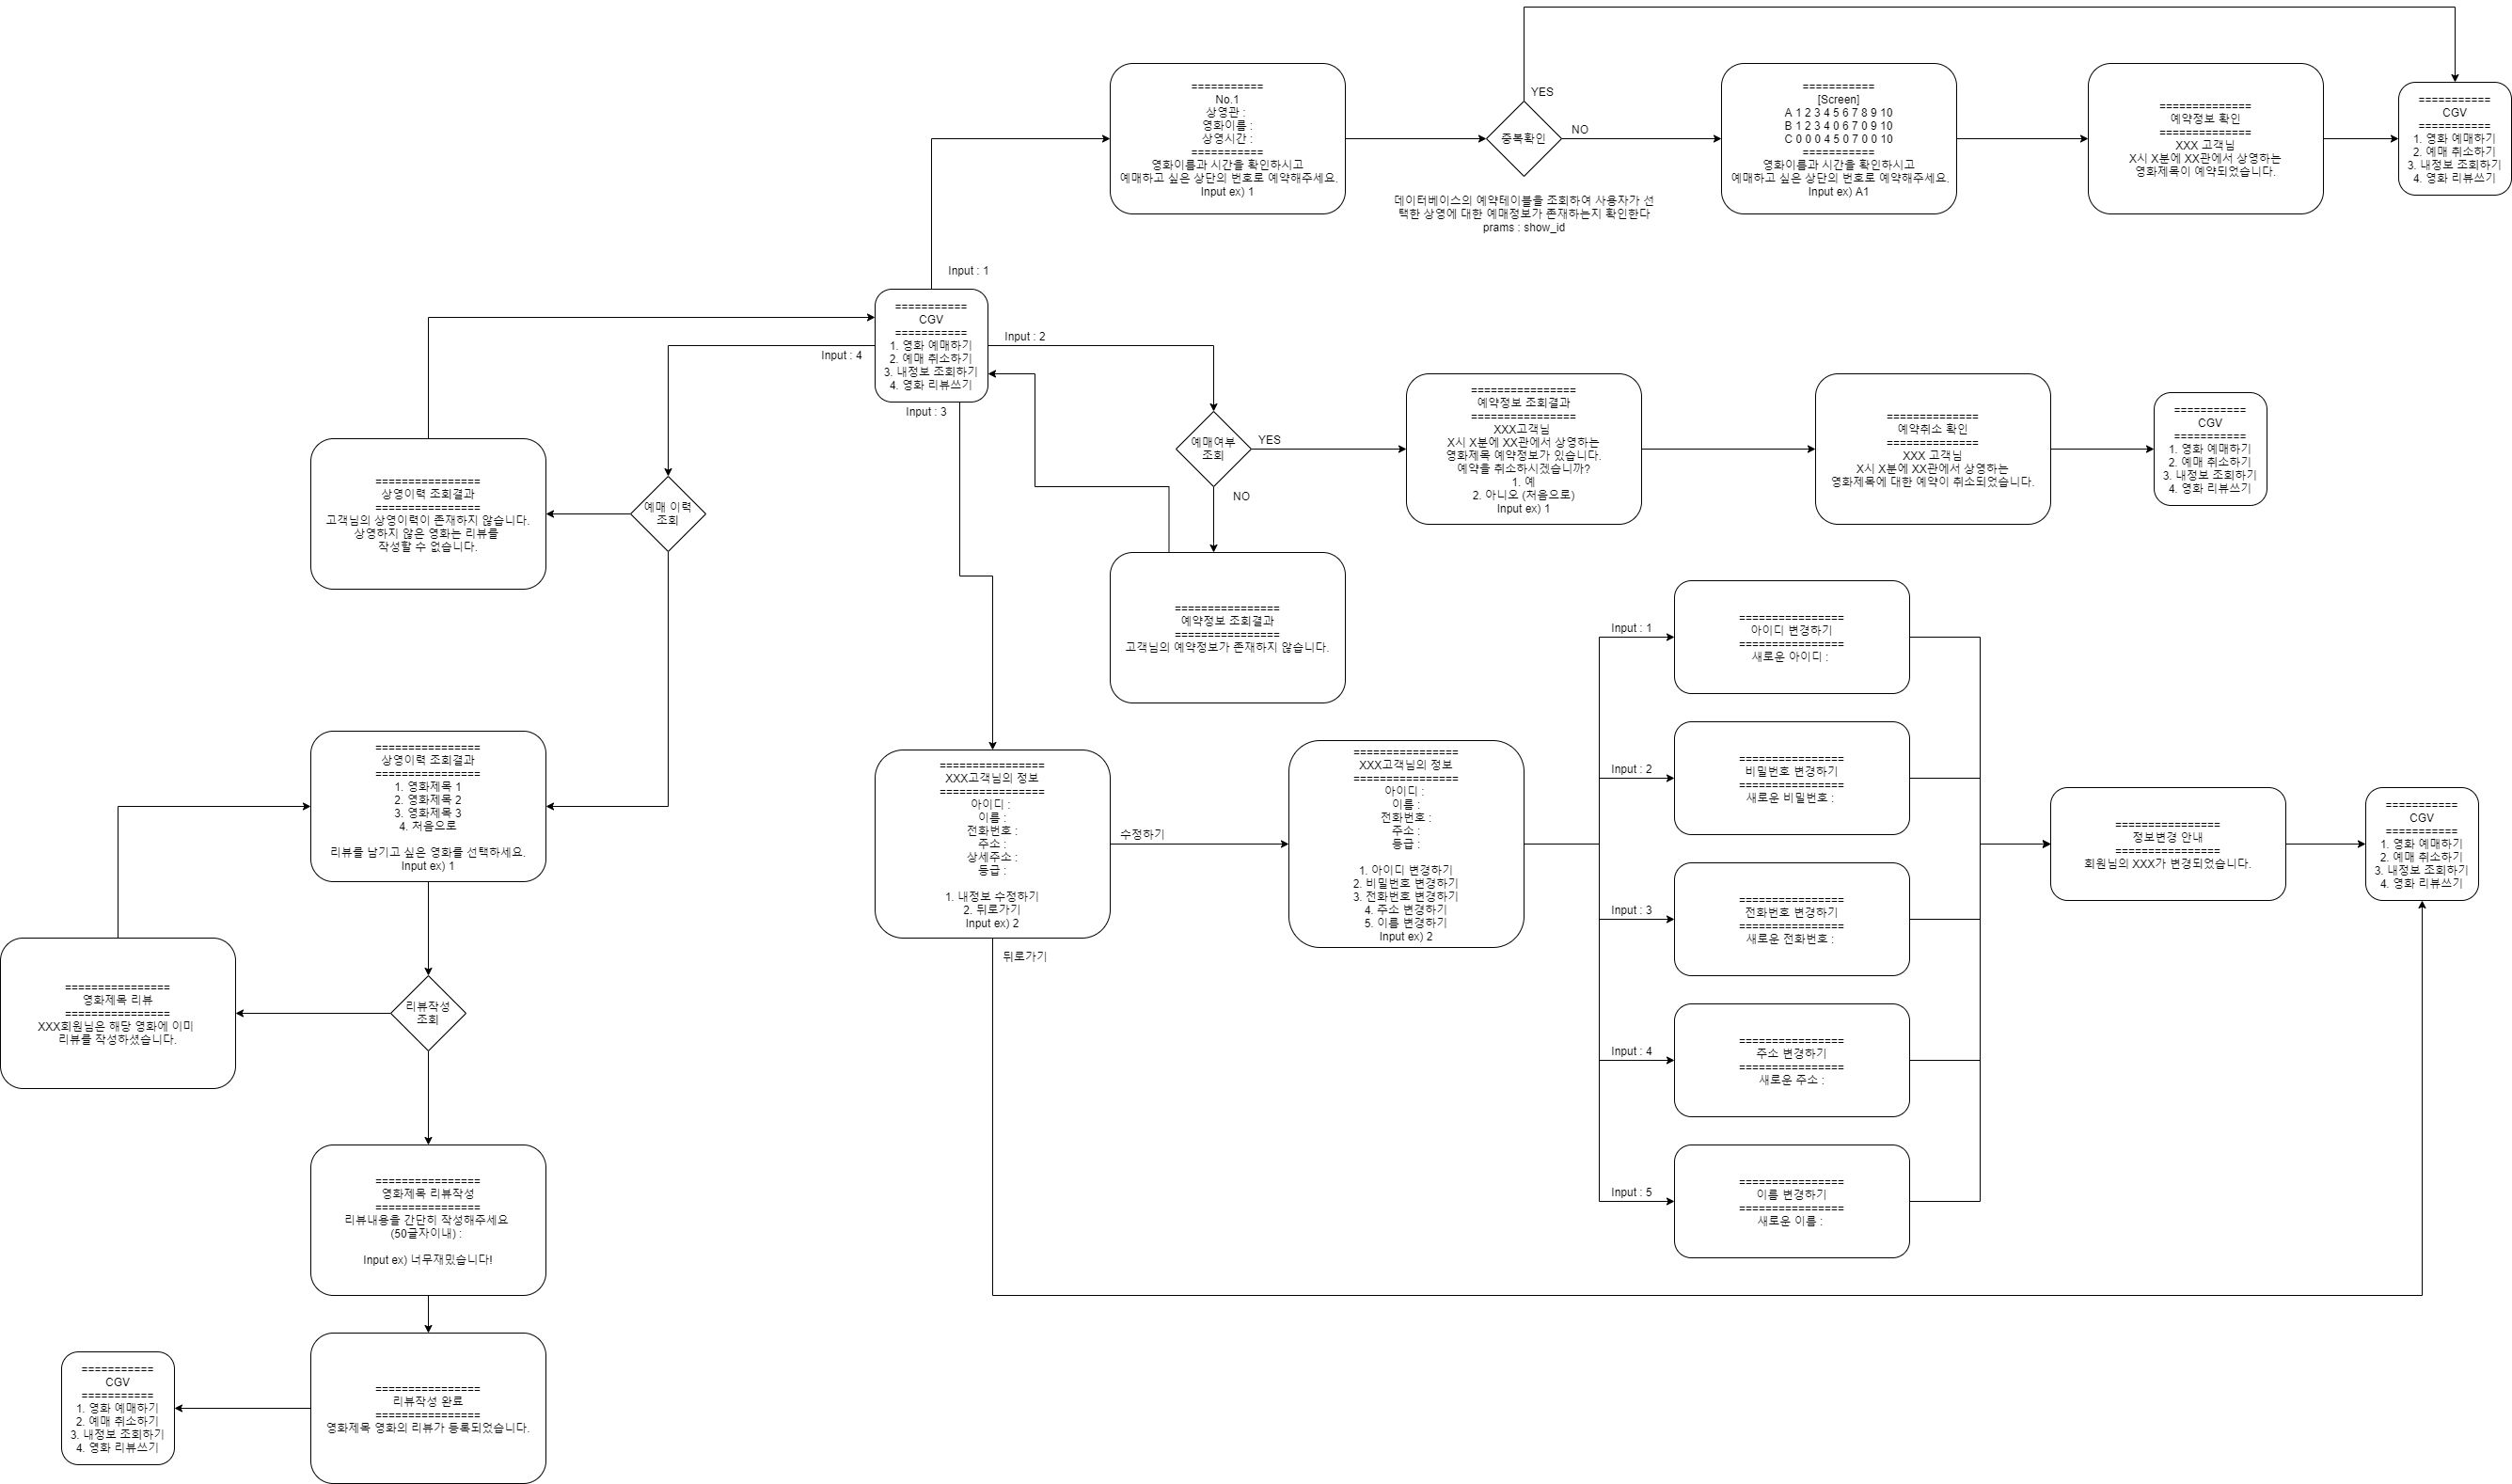 YES
===========
No.1
상영관 :
영화이름 :
상영시간 :
===========
영화이름과 시간을 확인하시고
예매하고 싶은 상단의 번호로 예약해주세요.
Input ex) 1
중복확인
NO
===========
[Screen]
A 1 2 3 4 5 6 7 8 9 10
B 1 2 3 4 0 6 7 0 9 10
C 0 0 0 4 5 0 7 0 0 10
===========
영화이름과 시간을 확인하시고
예매하고 싶은 상단의 번호로 예약해주세요.
Input ex) A1
==============
예약정보 확인
==============
XXX 고객님
X시 X분에 XX관에서 상영하는
영화제목이 예약되었습니다.
===========
CGV
===========
1. 영화 예매하기
2. 예매 취소하기
3. 내정보 조회하기
4. 영화 리뷰쓰기
데이터베이스의 예약테이블을 조회하여 사용자가 선
택한 상영에 대한 예매정보가 존재하는지 확인한다
prams : show_id
Input : 1
===========
CGV
===========
1. 영화 예매하기
2. 예매 취소하기
3. 내정보 조회하기
4. 영화 리뷰쓰기
Input : 2
Input : 4
Input : 3
예매여부
조회
YES
NO
================
예약정보 조회결과
================
XXX고객님
X시 X분에 XX관에서 상영하는
영화제목 예약정보가 있습니다.
예약을 취소하시겠습니까?
1. 예
2. 아니오 (처음으로)
Input ex) 1
==============
예약취소 확인
==============
XXX 고객님
X시 X분에 XX관에서 상영하는
영화제목에 대한 예약이 취소되었습니다.
===========
CGV
===========
1. 영화 예매하기
2. 예매 취소하기
3. 내정보 조회하기
4. 영화 리뷰쓰기
================
상영이력 조회결과
================
고객님의 상영이력이 존재하지 않습니다.
상영하지 않은 영화는 리뷰를
작성할 수 없습니다.
예매 이력
조회
================
예약정보 조회결과
================
고객님의 예약정보가 존재하지 않습니다.
Input : 1
================
아이디 변경하기
================
새로운 아이디 :
================
상영이력 조회결과
================
1. 영화제목 1
2. 영화제목 2
3. 영화제목 3
4. 처음으로
리뷰를 남기고 싶은 영화를 선택하세요.
Input ex) 1
================
XXX고객님의 정보
================
아이디 :
이름 :
전화번호 :
주소 :
상세주소 :
등급 :
1. 내정보 수정하기
2. 뒤로가기
Input ex) 2
수정하기
뒤로가기
================
XXX고객님의 정보
================
아이디 :
이름 :
전화번호 :
주소 :
등급 :
1. 아이디 변경하기
2. 비밀번호 변경하기
3. 전화번호 변경하기
4. 주소 변경하기
5. 이름 변경하기
Input ex) 2
Input : 2
================
비밀번호 변경하기
================
새로운 비밀번호 :
Input : 3
================
전화번호 변경하기
================
새로운 전화번호 :
Input : 4
================
주소 변경하기
================
새로운 주소 :
Input : 5
================
이름 변경하기
================
새로운 이름 :
================
정보변경 안내
================
회원님의 XXX가 변경되었습니다.
===========
CGV
===========
1. 영화 예매하기
2. 예매 취소하기
3. 내정보 조회하기
4. 영화 리뷰쓰기
================
영화제목 리뷰
================
XXX회원님은 해당 영화에 이미
리뷰를 작성하셨습니다.
리뷰작성
조회
================
영화제목 리뷰작성
================
리뷰내용을 간단히 작성해주세요
(50글자이내) :
Input ex) 너무재밌습니다!
================
리뷰작성 완료
================
영화제목 영화의 리뷰가 등록되었습니다.
===========
CGV
===========
1. 영화 예매하기
2. 예매 취소하기
3. 내정보 조회하기
4. 영화 리뷰쓰기